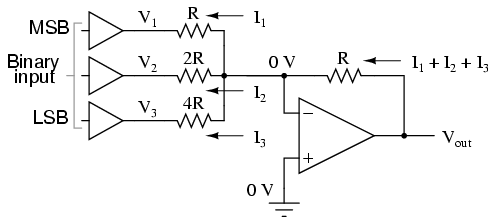 MSB
Binary
input
LSB
V1
R
I1
V2
2R
I2
V3
4R
I3
0 V
R
I1 + I2 + I3
−
+
0 V
Vout